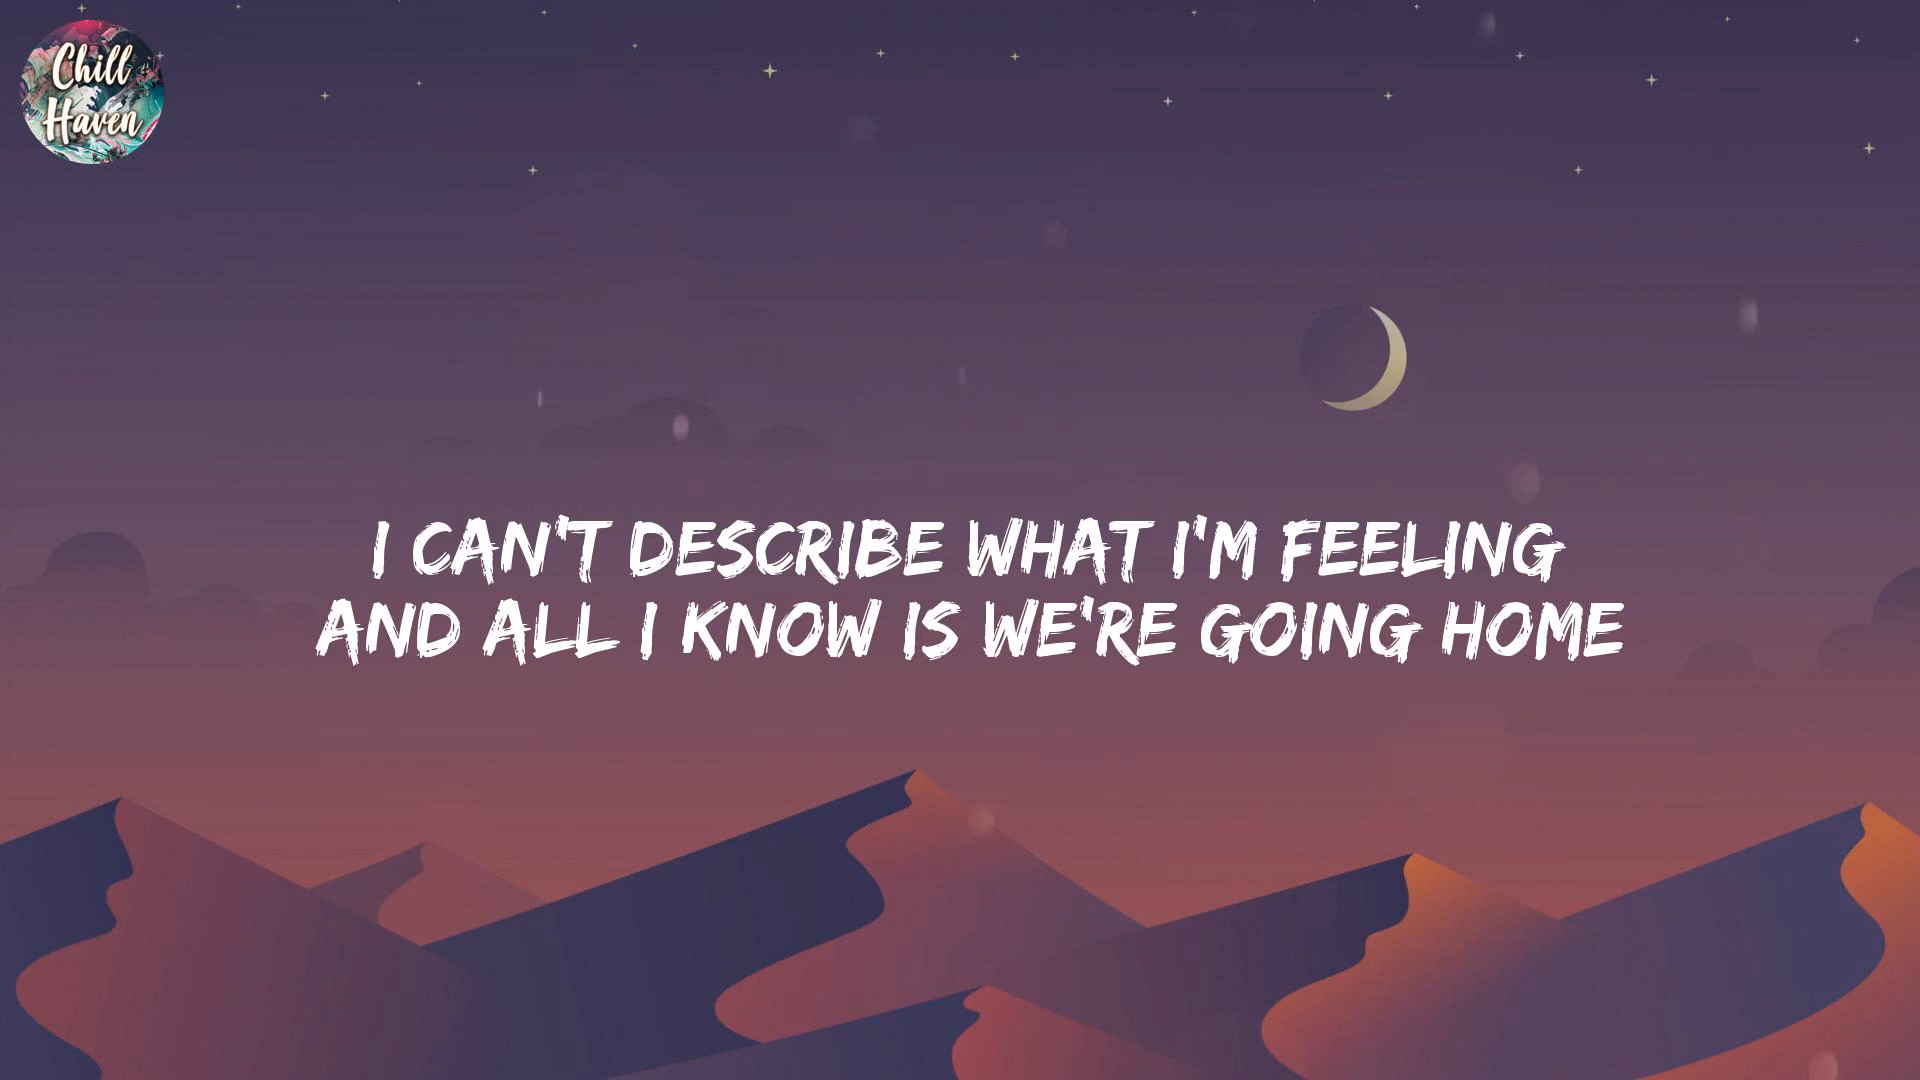 Chill
Haven
I CAN'T DESCRIBE WHAT I'M FEELING
AND ALL I KNOW IS WE'RE GOING HOME